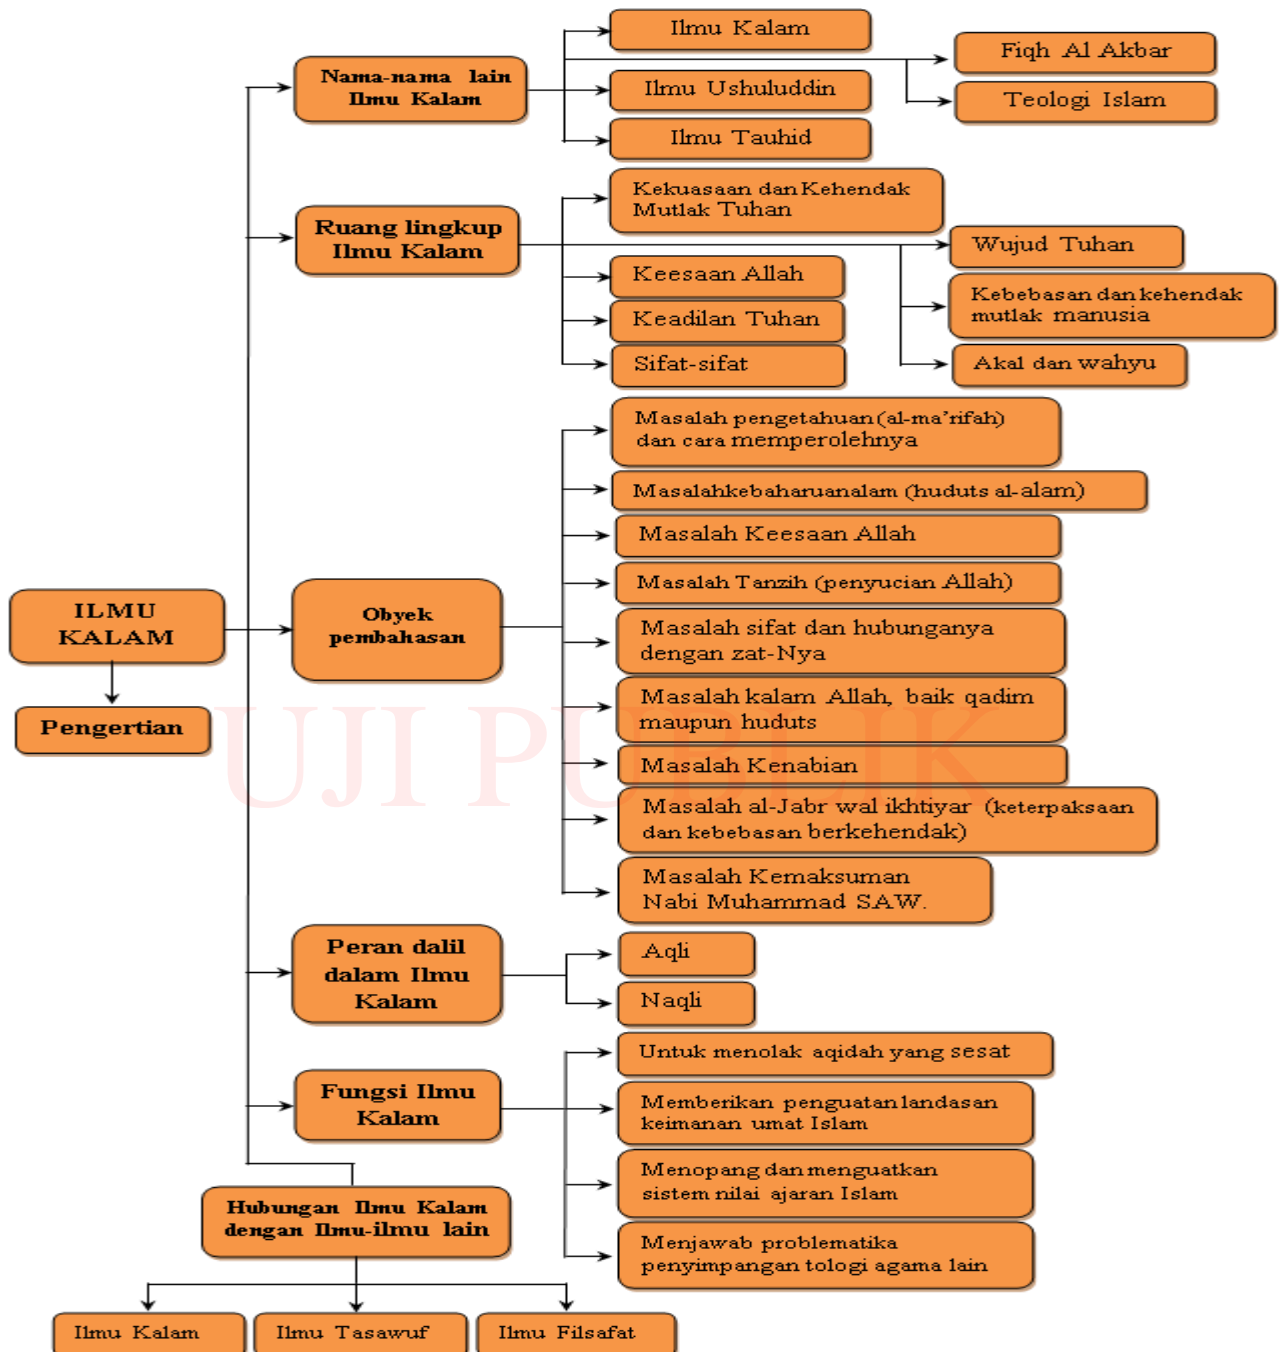 ILMU
KALAM
Pengertian
Nama-nama lain
Ilmu Kalam
Ilmu Kalam
Ilmu Ushuluddin
Ilmu Tauhid
Fiqh Al Akbar
Teologi Islam
Ruang lingkup
Ilmu Kalam
Kekuasaan dan Kehendak
Mutlak Tuhan
Keesaan Allah
Keadilan Tuhan
Sifat-sifat
Wujud Tuhan
Kebebasan dan kehendak
mutlak manusia
Akal dan wahyu
Obyek
pembahasan
Masalah pengetahuan (al-ma'rifah)
dan cara memperolehnya
Masalahkebaharuanalam (huduts al-alam)
Masalah Keesaan Allah
Masalah Tanzih (penyucian Allah)
Masalah sifat dan hubunganya
dengan zat-Nya
Masalah kalam Allah, baik qadim
maupun huduts
Masalah Kenabian
Masalah al-Jabr wal ikhtiyar (keterpaksaan
dan kebebasan berkehendak)
Masalah Kemaksuman
Nabi Muhammad SAW.
Peran dalil
dalam Ilmu
Kalam
Aqli
Naqli
Fungsi Ilmu
Kalam
Untuk menolak aqidah yang sesat
Memberikan penguatan landasan
keimanan umat Islam
Menopang dan menguatkan
sistem nilai ajaran Islam
Menjawab problematika
penyimpangan tologi agama lain
Hubungan Ilmu Kalam
dengan Ilmu-ilmu lain
Ilmu Kalam
Ilmu Tasawuf
Ilmu Filsafat
UJI PUBLIK